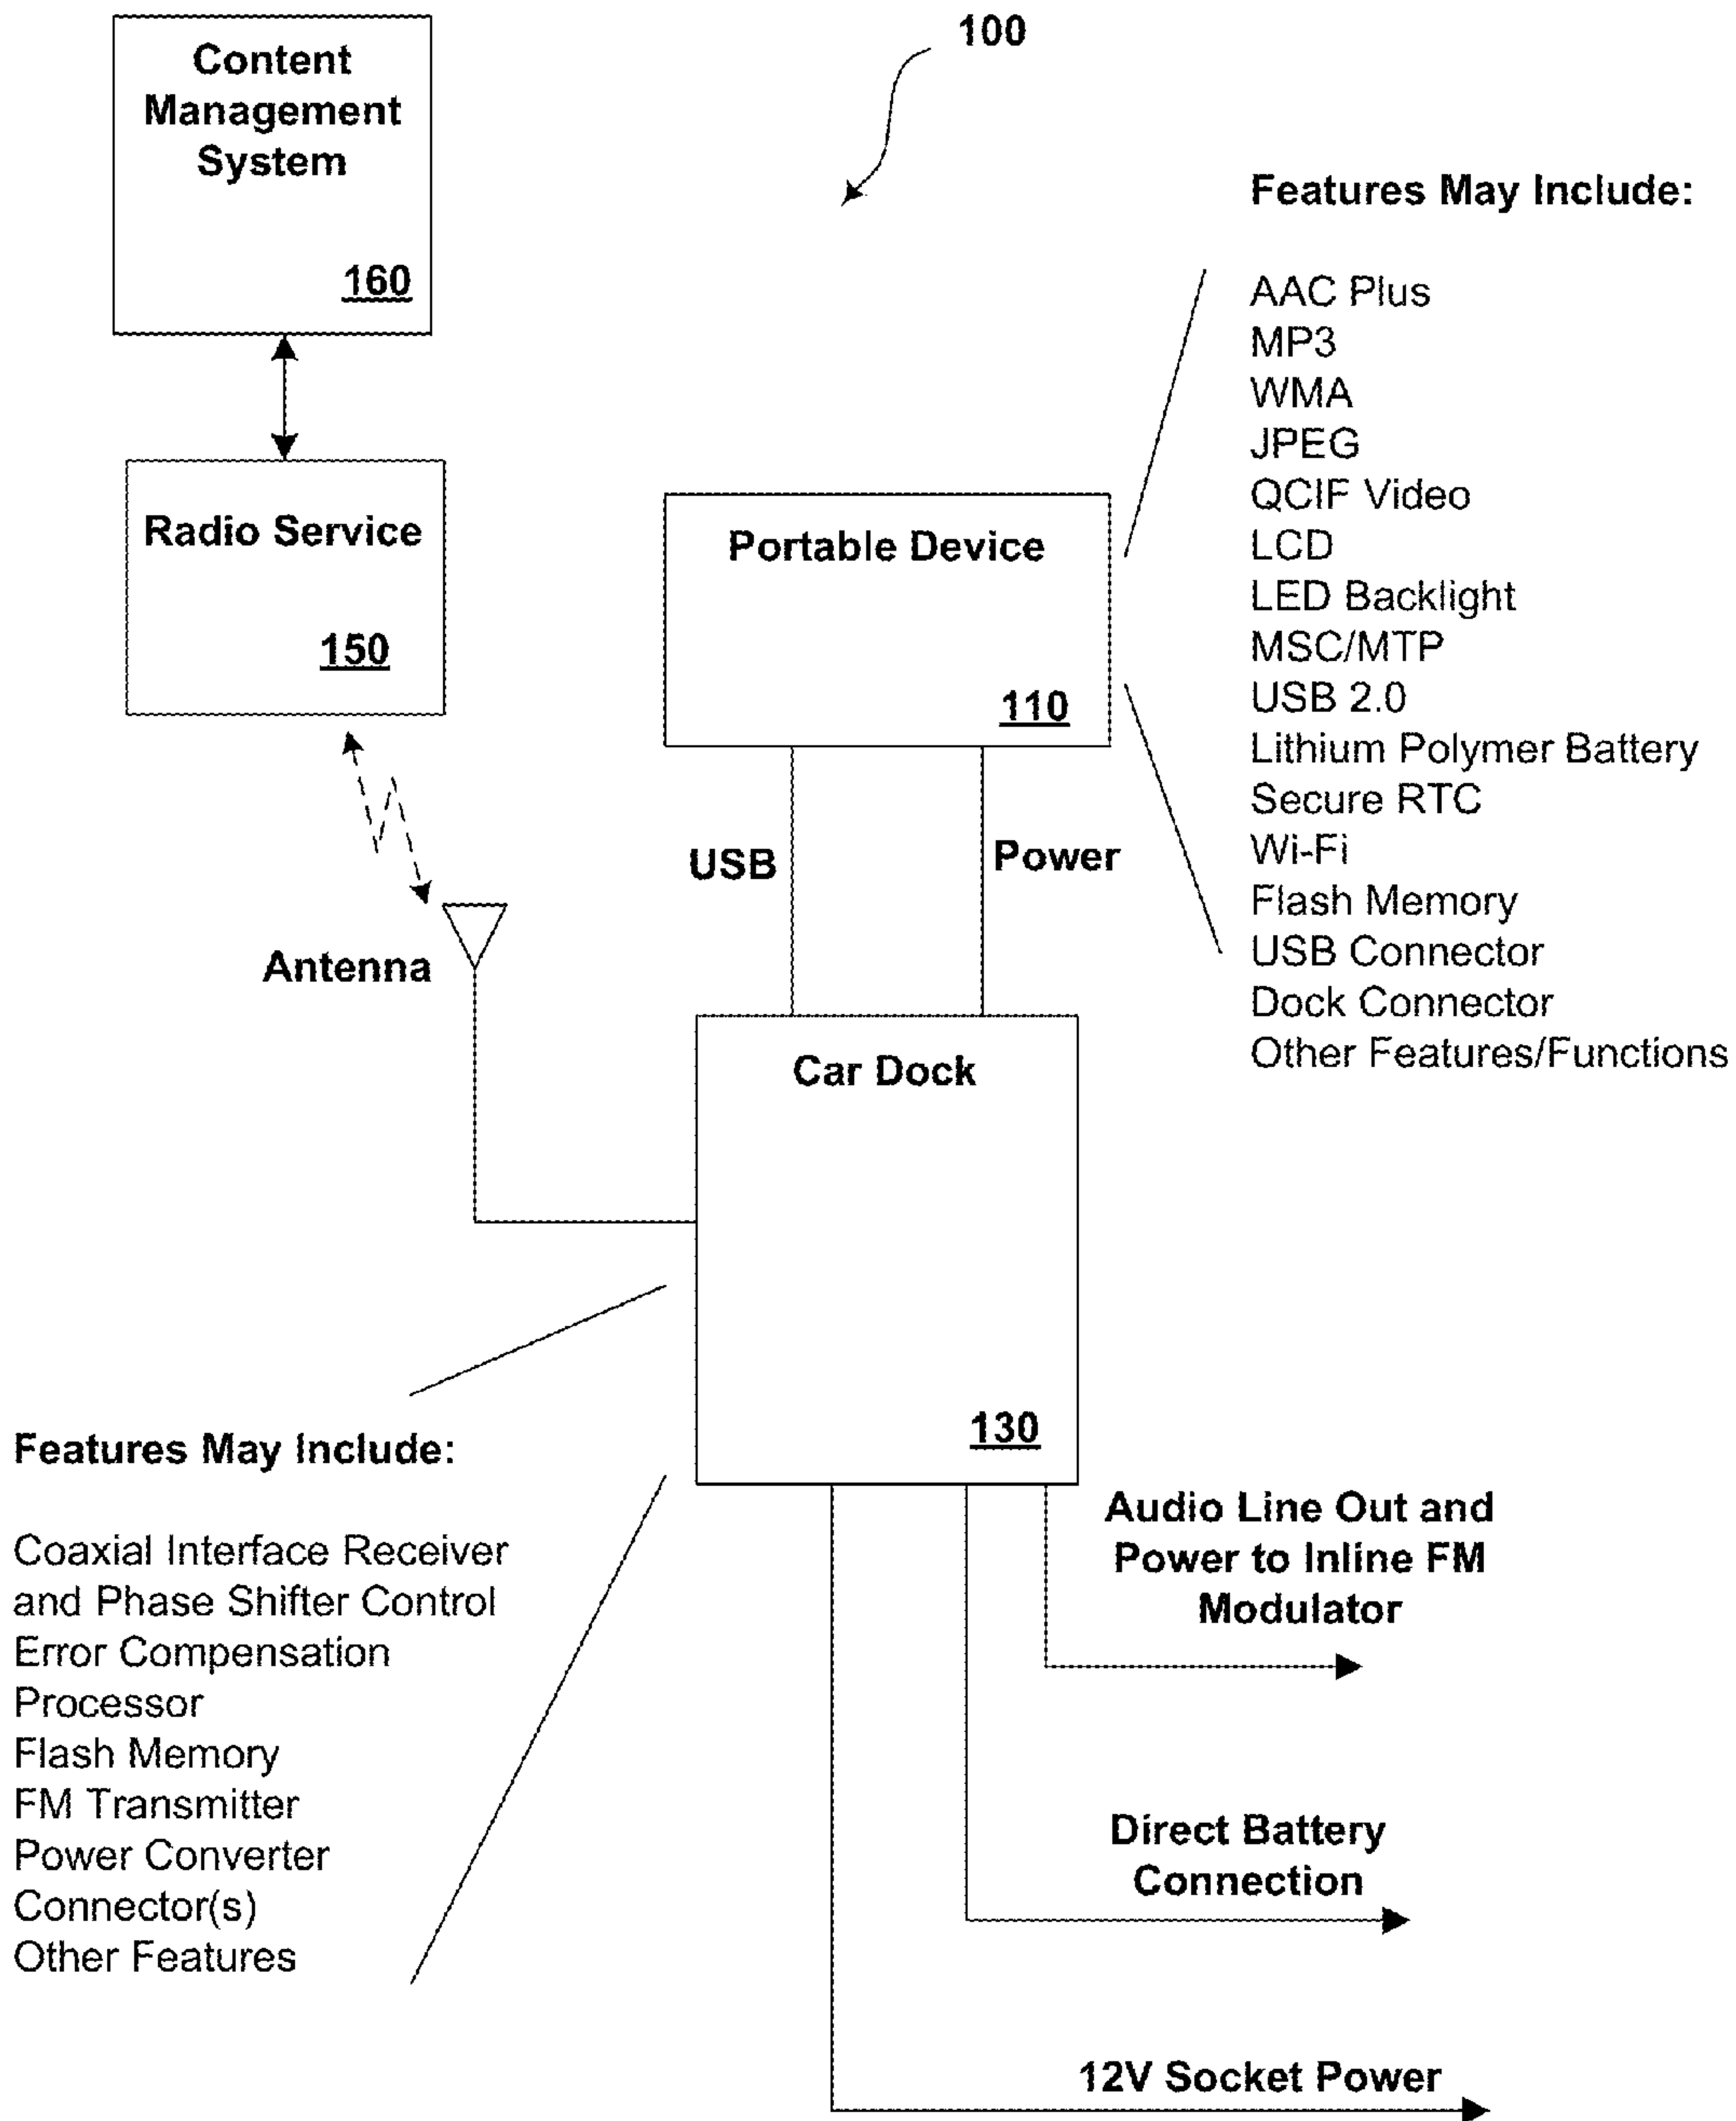 100
Content
Management
System
160
Radio Service
150
Antenna
Portable Device
110
USB
Power
Features May Include:
AAC Plus
MP3
WMA
JPEG
QCIF Video
LCD
LED Backlight
MSC/MTP
USB 2.0
Lithium Polymer Battery
Secure RTC
Wi-Fi
Flash Memory
USB Connector
Dock Connector
Other Features/Functions
Car Dock
130
Features May Include:
Coaxial Interface Receiver
and Phase Shifter Control
Error Compensation
Processor
Flash Memory
FM Transmitter
Power Converter
Connector(s)
Other Features
Audio Line Out and
Power to Inline FM
Modulator
Direct Battery
Connection
12V Socket Power